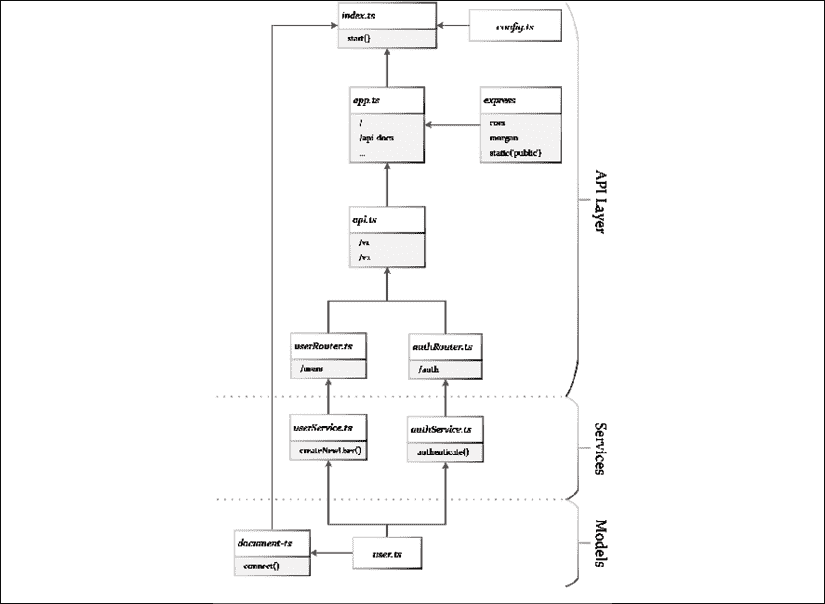 index.ts
start()
config.ts
app.ts
/
/api-docs
...
express
cors
morgan
static('public')
api.ts
/v1
/v2
userRouter.ts
/users
authRouter.ts
/auth
API Layer
userService.ts
createNewUser()
authService.ts
authenticate()
Services
document-ts
connect()
user.ts
Models